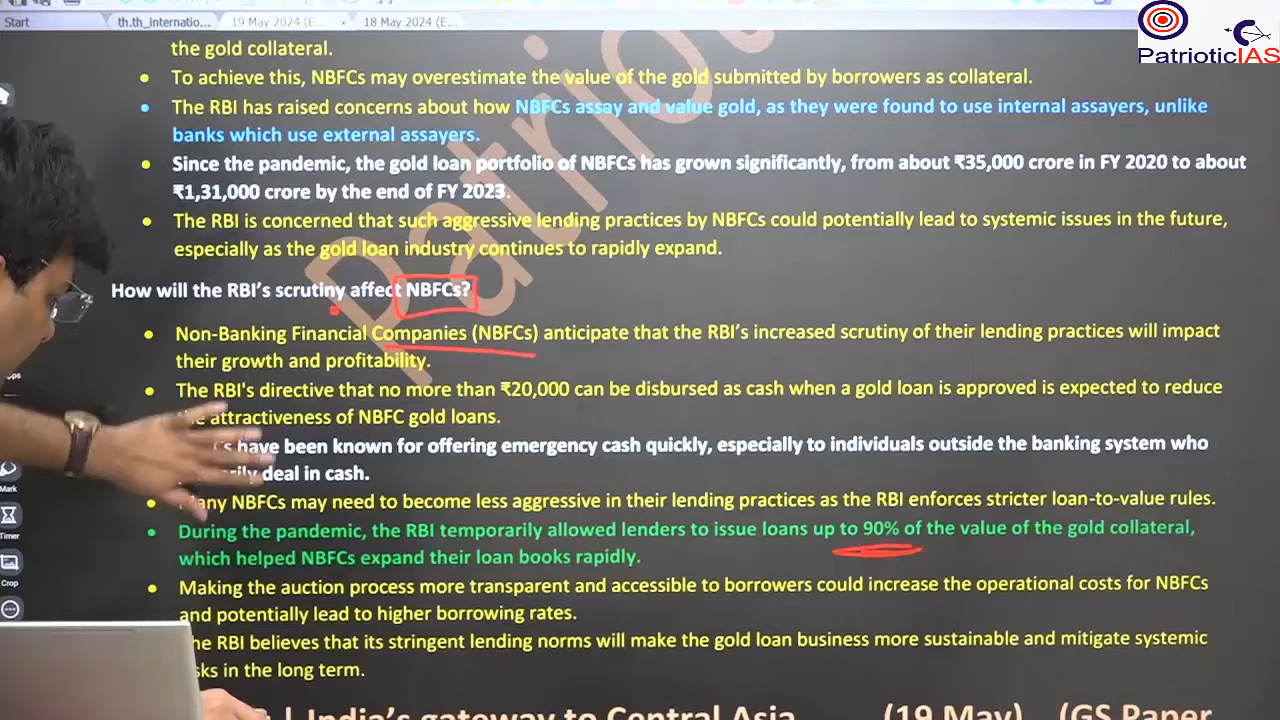 Start
th.th_internatio...
19 May 2024 (E...
18 May 2024 (E...
PatrioticIAS
the gold collateral.
• To achieve this, NBFCs may overestimate the value of the gold submitted by borrowers as collateral.
• The RBI has raised concerns about how NBFCs assay and value gold, as they were found to use internal assayers, unlike
banks which use external assayers.
• Since the pandemic, the gold loan portfolio of NBFCs has grown significantly, from about ₹35,000 crore in FY 2020 to about
₹1,31,000 crore by the end of FY 2023.
• The RBI is concerned that such aggressive lending practices by NBFCs could potentially lead to systemic issues in the future,
especially as the gold loan industry continues to rapidly expand.
How will the RBI's scrutiny affect NBFCs?
• Non-Banking Financial Companies (NBFCs) anticipate that the RBI's increased scrutiny of their lending practices will impact
their growth and profitability.
• The RBI's directive that no more than ₹20,000 can be disbursed as cash when a gold loan is approved is expected to reduce
attractiveness of NBFC gold loans.
have been known for offering emergency cash quickly, especially to individuals outside the banking system who
deal in cash.
NBFCs may need to become less aggressive in their lending practices as the RBI enforces stricter loan-to-value rules.
• During the pandemic, the RBI temporarily allowed lenders to issue loans up to 90% of the value of the gold collateral,
which helped NBFCs expand their loan books rapidly.
• Making the auction process more transparent and accessible to borrowers could increase the operational costs for NBFCs
and potentially lead to higher borrowing rates.
RBI believes that its stringent lending norms will make the gold loan business more sustainable and mitigate systemic
in the long term.
| India's gateway to Central Asia (19 May) (GS Paper
Mark
Timer
Crop
Patriot